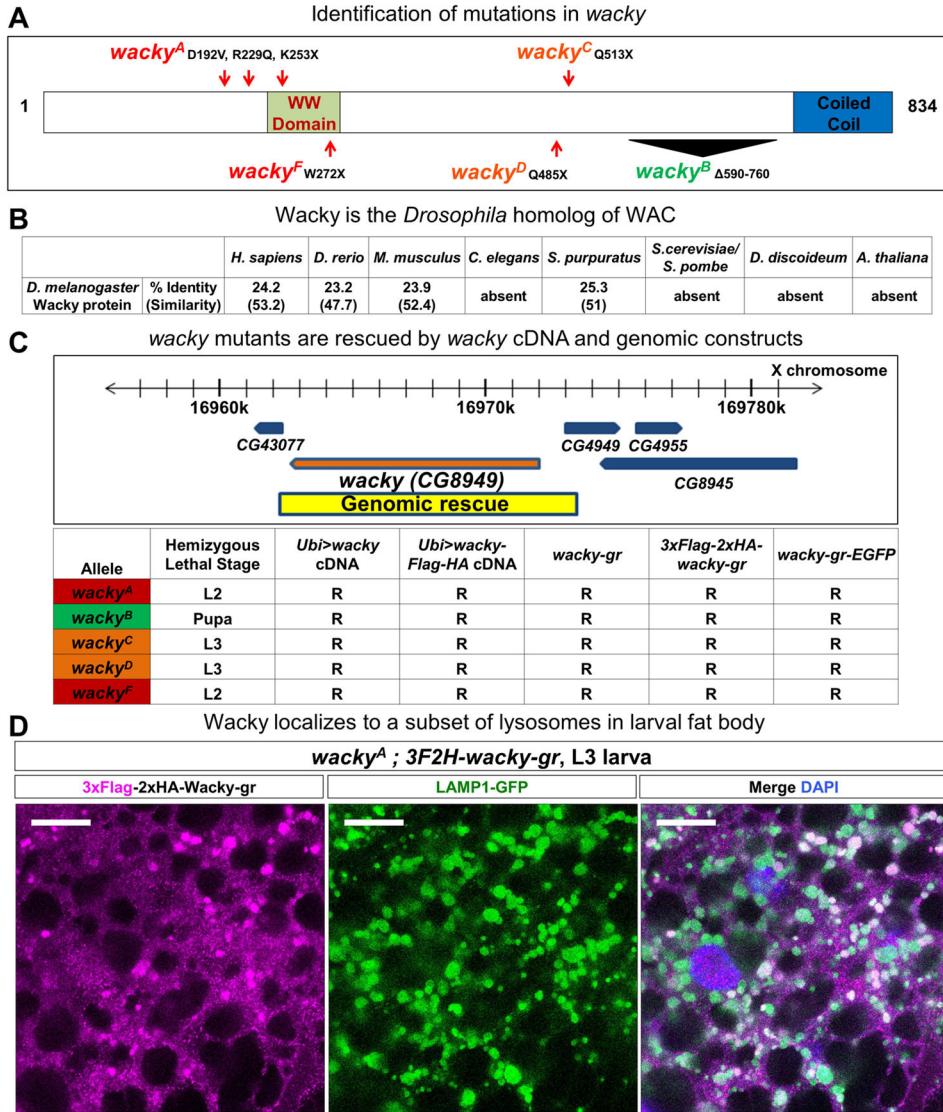 A Identification of mutations in wacky
wackyᴬ D192V, R229Q, K253X
wackyᶜ Q513X
1
WW
Domain
Coiled
Coil
834
wackyᶠ W272X
wackyᴰ Q485X
wackyᴮ Δ590-760
B Wacky is the Drosophila homolog of WAC
H. sapiens D. rerio M. musculus C. elegans S. purpuratus S.cerevisiae/ S. pombe D. discoideum A. thaliana
D. melanogaster Wacky protein % Identity (Similarity) 24.2 (53.2) 23.2 (47.7) 23.9 (52.4) absent 25.3 (51) absent absent absent
C wacky mutants are rescued by wacky cDNA and genomic constructs
X chromosome
16960k 16970k 169780k
CG43077 CG4949 CG4955
wacky (CG8949) CG8945
Genomic rescue
Allele Hemizygous Lethal Stage Ubi>wacky cDNA Ubi>wacky-Flag-HA cDNA wacky-gr 3xFlag-2xHA-wacky-gr wacky-gr-EGFP
wackyᴬ L2 R R R R R
wackyᴮ Pupa R R R R R
wackyᶜ L3 R R R R R
wackyᴰ L3 R R R R R
wackyᶠ L2 R R R R R
D Wacky localizes to a subset of lysosomes in larval fat body
wackyᴬ ; 3F2H-wacky-gr, L3 larva
3xFlag-2xHA-Wacky-gr LAMP1-GFP Merge DAPI